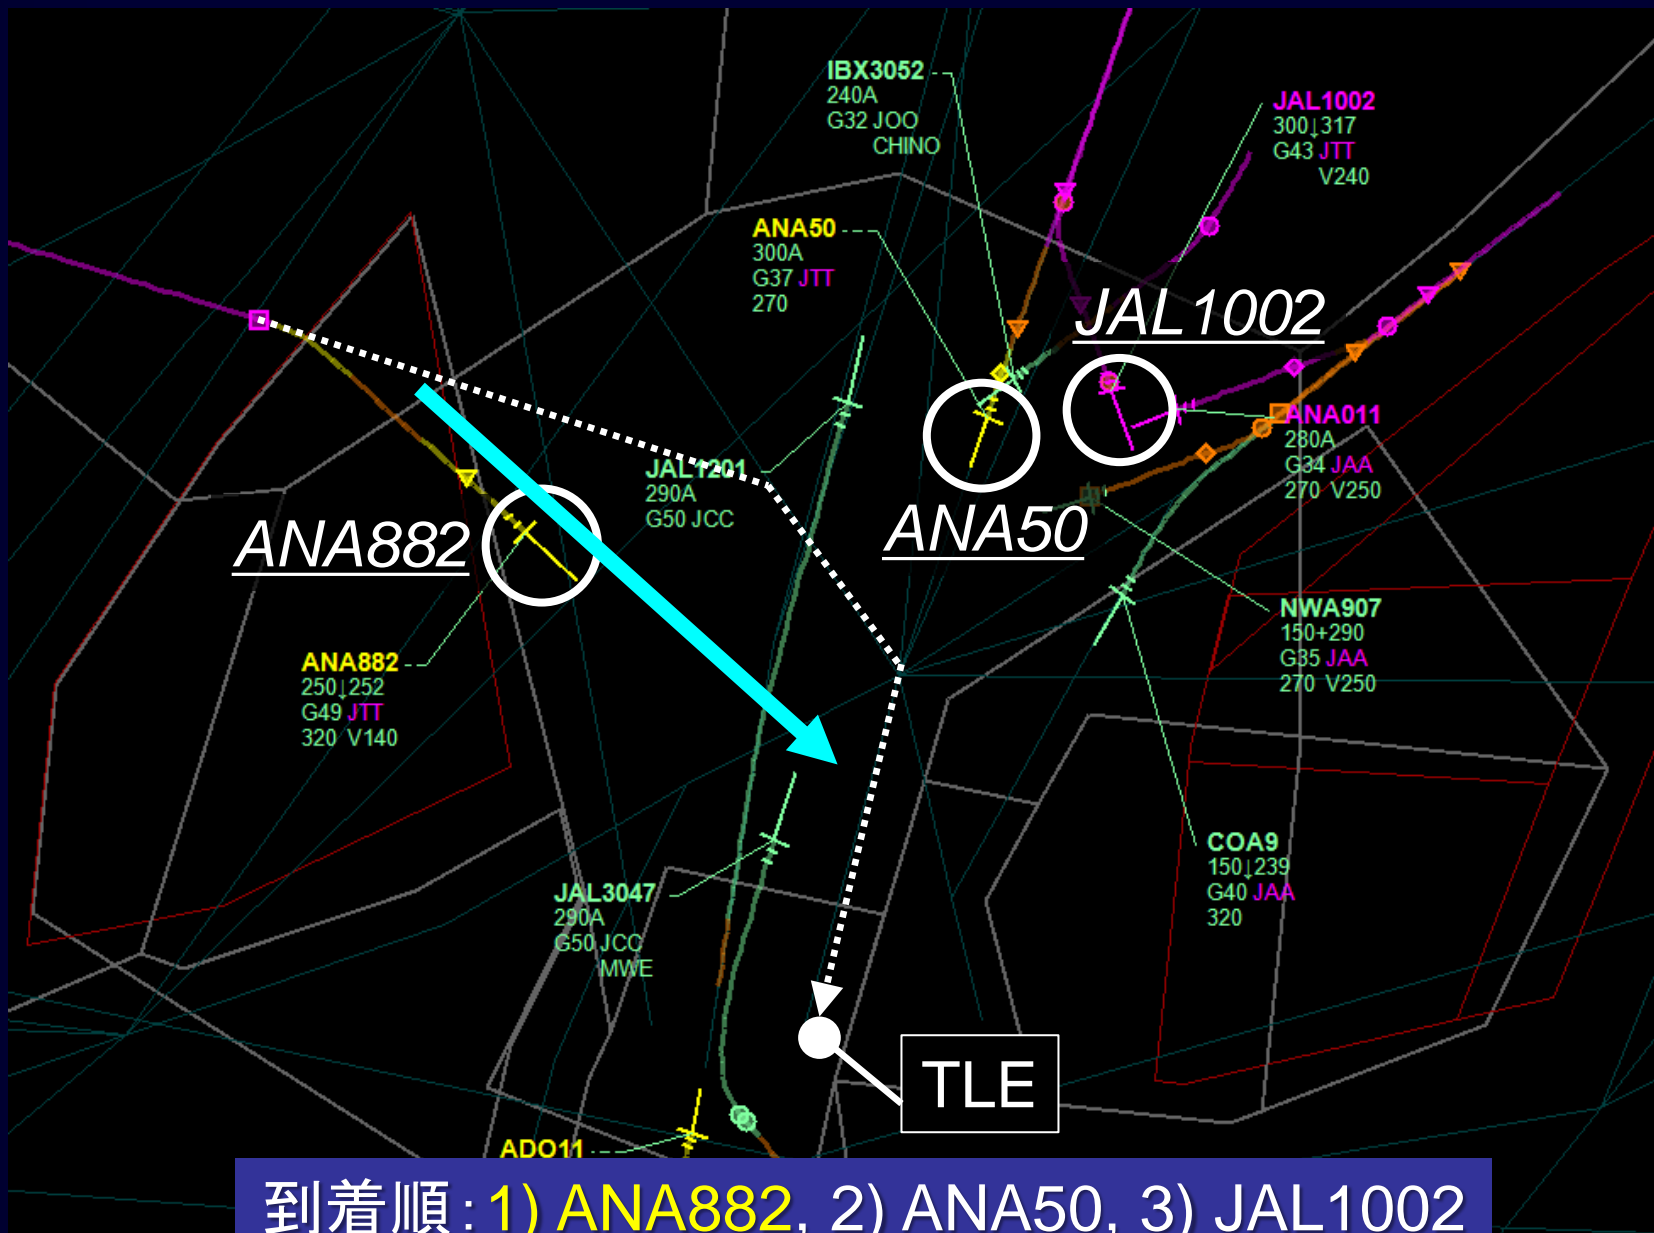 IBX3052
240A
G32 JOO
CHINO
JAL1002
300↓317
G43 JTT
V240
ANA50
300A
G37 JTT
270
JAL1002
ANA011
280A
G34 JAA
270 V250
JAL1201
290A
G50 JCC
ANA882
ANA50
NWA907
150+290
G35 JAA
270 V250
ANA882
250↓252
G49 JTT
320 V140
COA9
150↓239
G40 JAA
320
JAL3047
290A
G50 JCC
MWE
TLE
ADO11
到着順：1) ANA882, 2) ANA50, 3) JAL1002